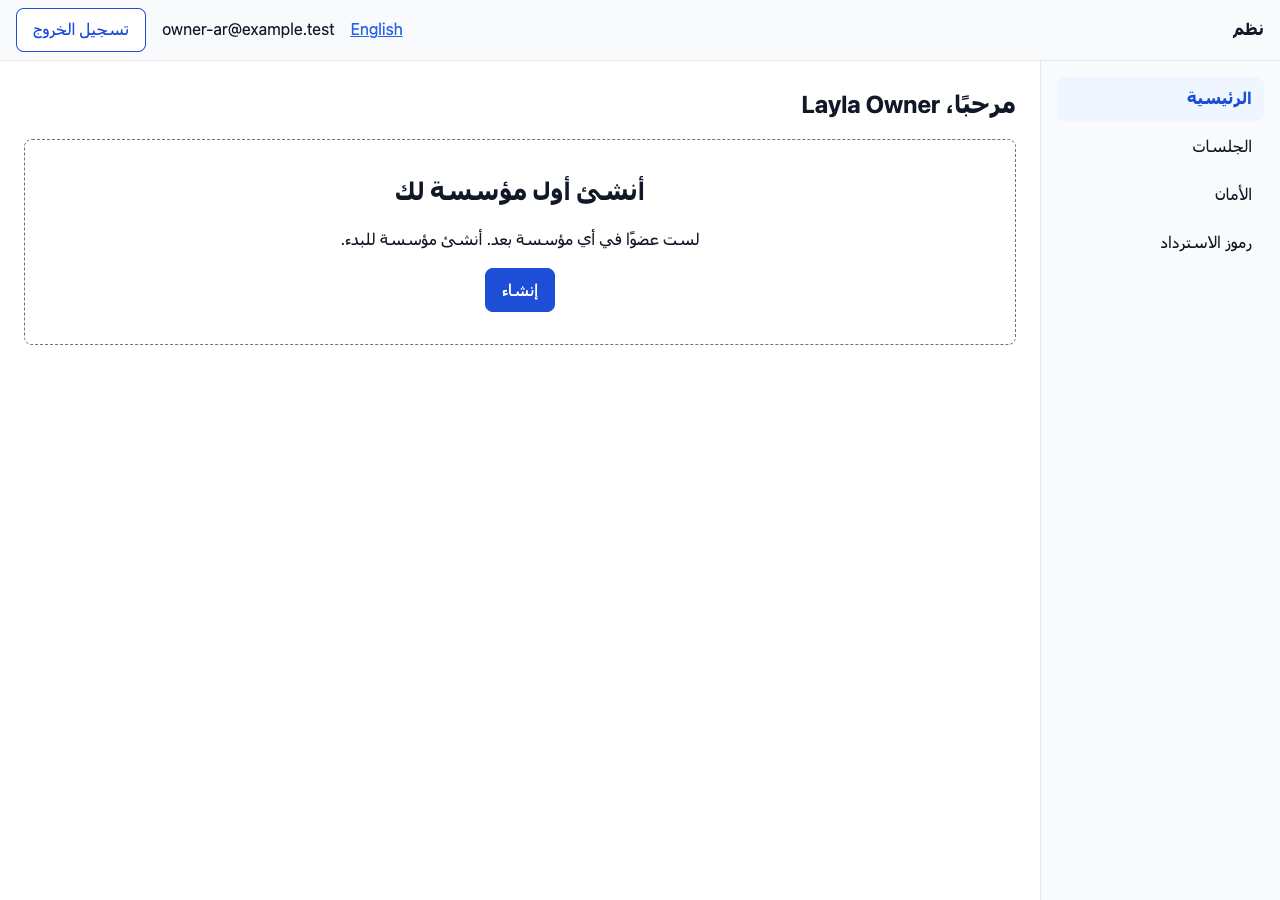 نظم
English
owner-ar@example.test
تسجيل الخروج
الرئيسية
الجلسات
الأمان
رموز الاسترداد
مرحبًا، Layla Owner
أنشئ أول مؤسسة لك
لست عضوًا في أي مؤسسة بعد. أنشئ مؤسسة للبدء.
إنشاء